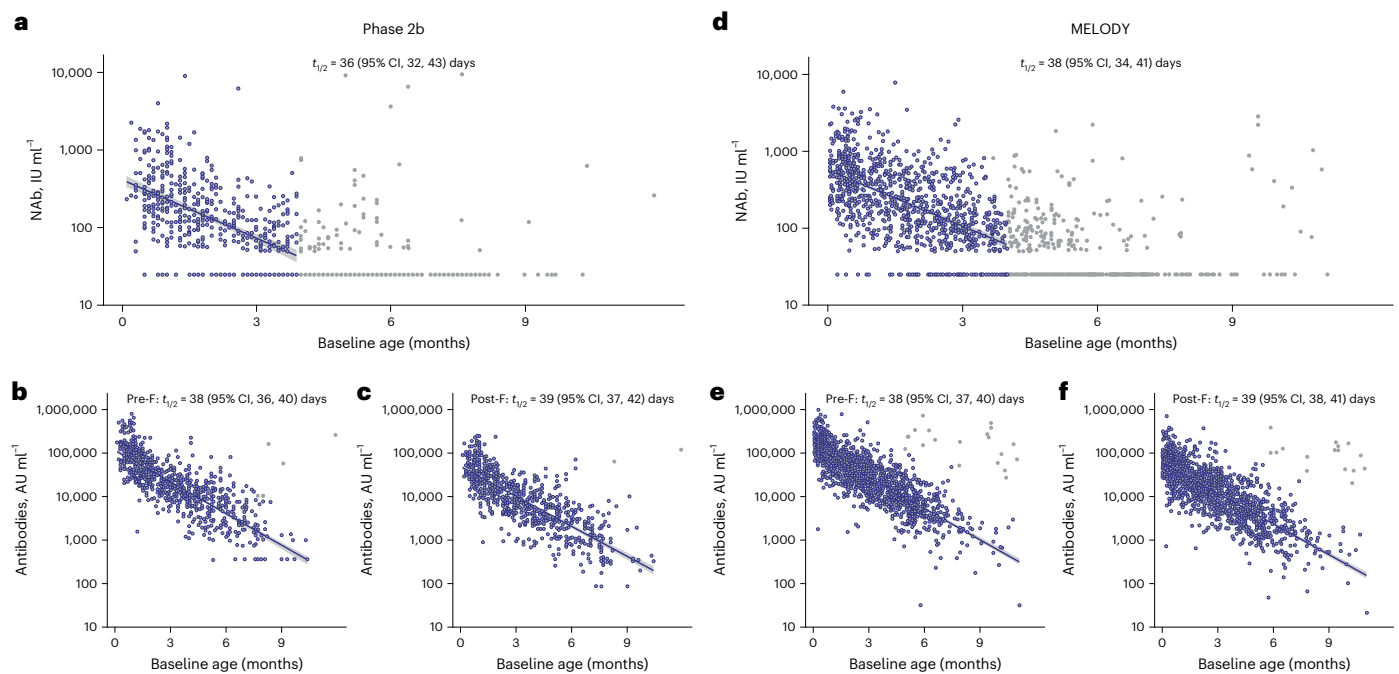 a
Phase 2b
t1/2 = 36 (95% CI, 32, 43) days
NAb, IU ml−1
10,000
1,000
100
10
0
3
6
9
Baseline age (months)
d
MELODY
t1/2 = 38 (95% CI, 34, 41) days
NAb, IU ml−1
10,000
1,000
100
10
0
3
6
9
Baseline age (months)
b
Pre-F: t1/2 = 38 (95% CI, 36, 40) days
Antibodies, AU ml−1
1,000,000
100,000
10,000
1,000
100
10
0
3
6
9
Baseline age (months)
c
Post-F: t1/2 = 39 (95% CI, 37, 42) days
Antibodies, AU ml−1
1,000,000
100,000
10,000
1,000
100
10
0
3
6
9
Baseline age (months)
e
Pre-F: t1/2 = 38 (95% CI, 37, 40) days
Antibodies, AU ml−1
1,000,000
100,000
10,000
1,000
100
10
0
3
6
9
Baseline age (months)
f
Post-F: t1/2 = 39 (95% CI, 38, 41) days
Antibodies, AU ml−1
1,000,000
100,000
10,000
1,000
100
10
0
3
6
9
Baseline age (months)